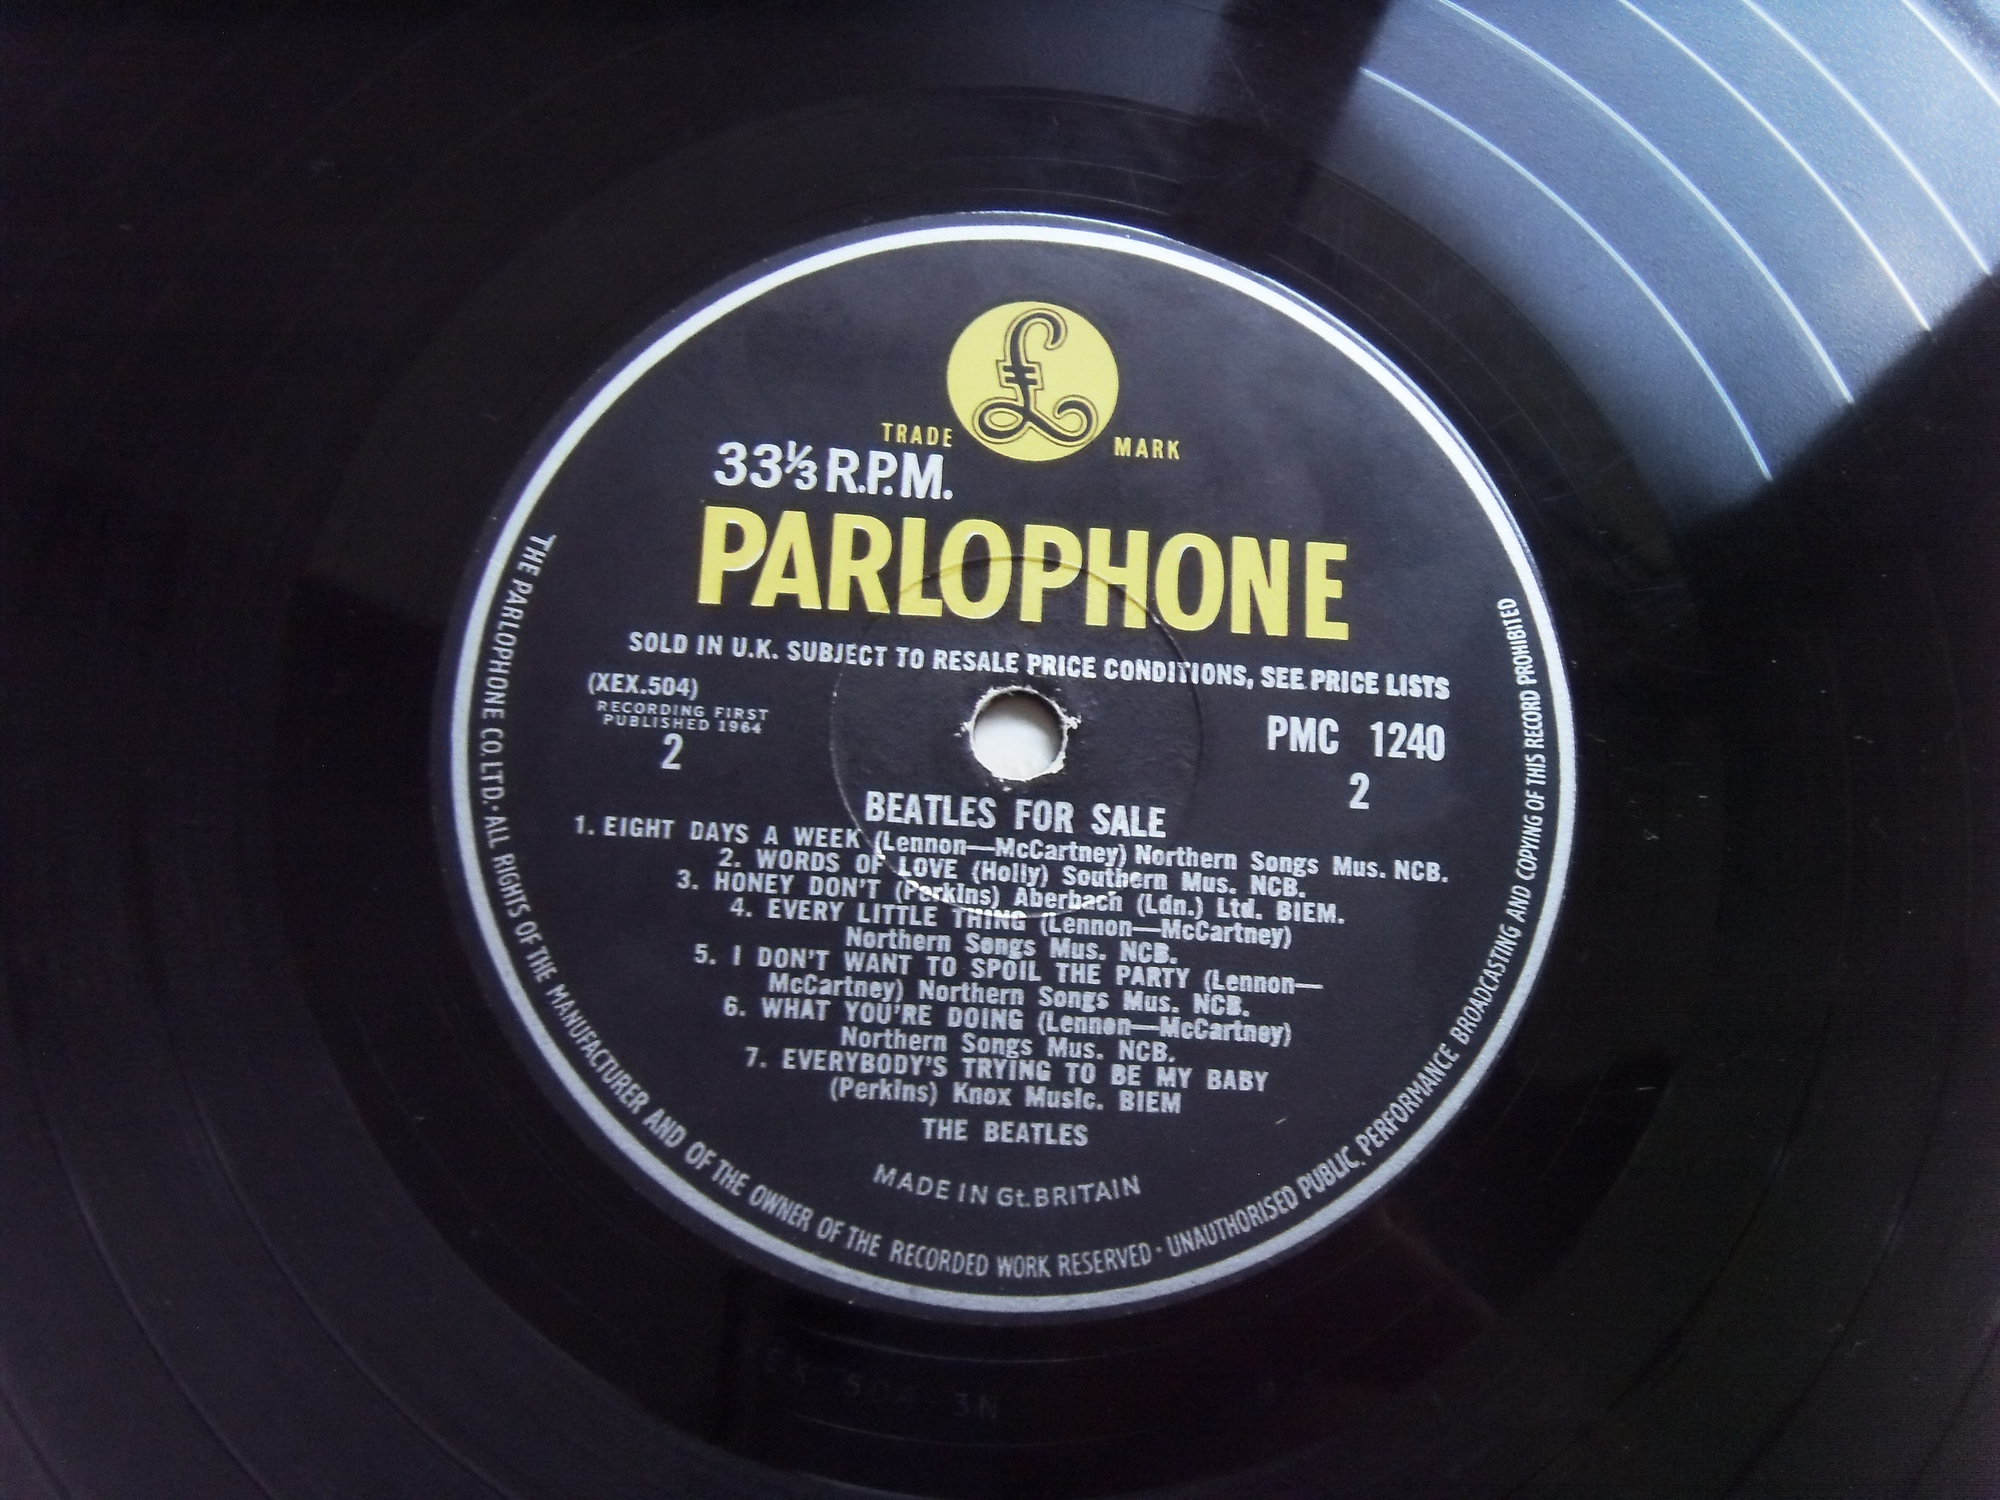 £
TRADE MARK
33⅓ R.P.M.
PARLOPHONE
SOLD IN U.K. SUBJECT TO RESALE PRICE CONDITIONS, SEE PRICE LISTS
(XEX.504)
RECORDING FIRST
PUBLISHED 1964
2
PMC 1240
2
BEATLES FOR SALE
1. EIGHT DAYS A WEEK (Lennon—McCartney) Northern Songs Mus. NCB.
2. WORDS OF LOVE (Holly) Southern Mus. NCB.
3. HONEY DON'T (Perkins) Aberbach (Ldn.) Ltd. BIEM.
4. EVERY LITTLE THING (Lennon—McCartney)
Northern Songs Mus. NCB.
5. I DON'T WANT TO SPOIL THE PARTY (Lennon—
McCartney) Northern Songs Mus. NCB.
6. WHAT YOU'RE DOING (Lennon—McCartney)
Northern Songs Mus. NCB.
7. EVERYBODY'S TRYING TO BE MY BABY
(Perkins) Knox Music. BIEM
THE BEATLES
MADE IN Gt. BRITAIN
THE PARLOPHONE CO. LTD. · ALL RIGHTS OF THE MANUFACTURER AND OF THE OWNER OF THE RECORDED WORK RESERVED · UNAUTHORISED PUBLIC PERFORMANCE BROADCASTING AND COPYING OF THIS RECORD PROHIBITED